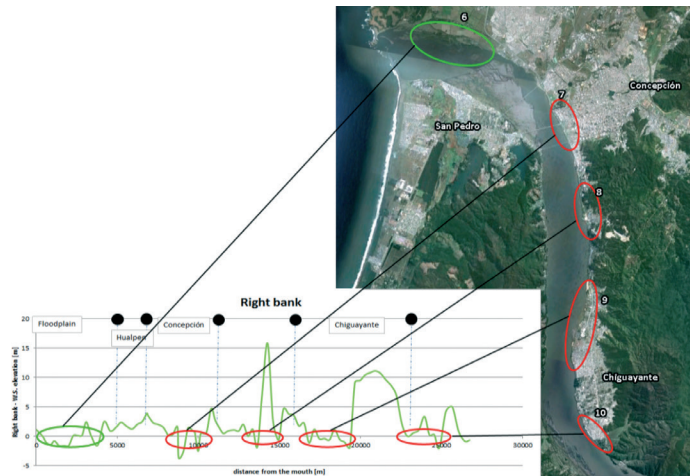 6
Concepción
7
San Pedro
8
9
Chiguayante
10
Right bank
20
Floodplain
Hualpen
Concepción
Chiguayante
15
10
5
0
-5
5000
10000
15000
20000
25000
30000
Right bank - W.S. elevation [m]
distance from the mouth [m]